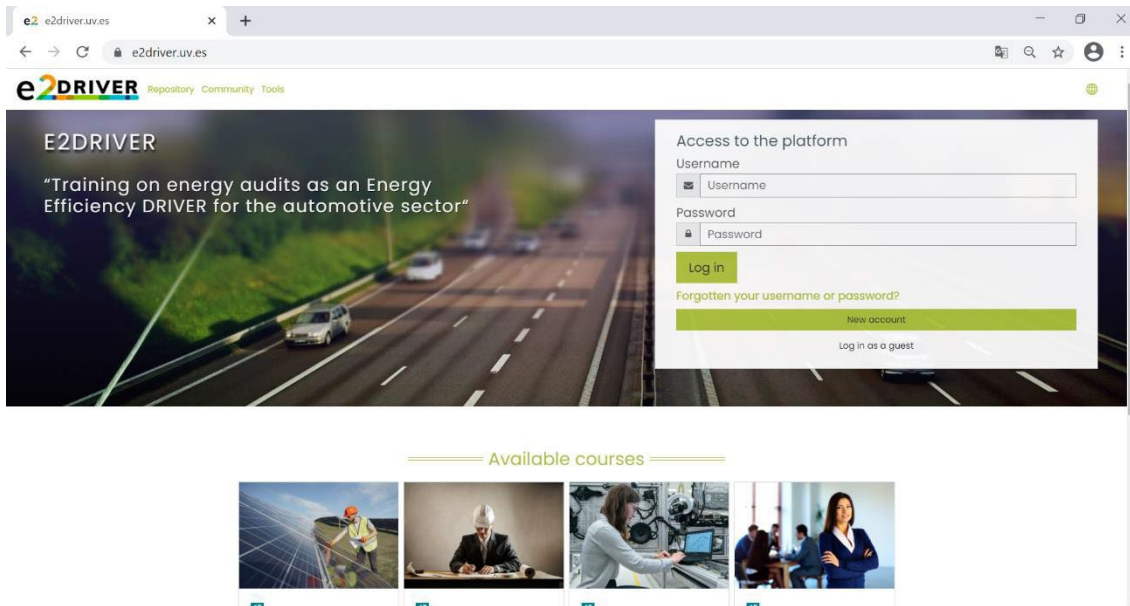 e2 e2driver.uv.es
e2driver.uv.es
e2DRIVER Repository Community Tools
E2DRIVER
“Training on energy audits as an Energy
Efficiency DRIVER for the automotive sector“
Access to the platform
Username
Username
Password
Password
Log in
Forgotten your username or password?
New account
Log in as a guest
Available courses